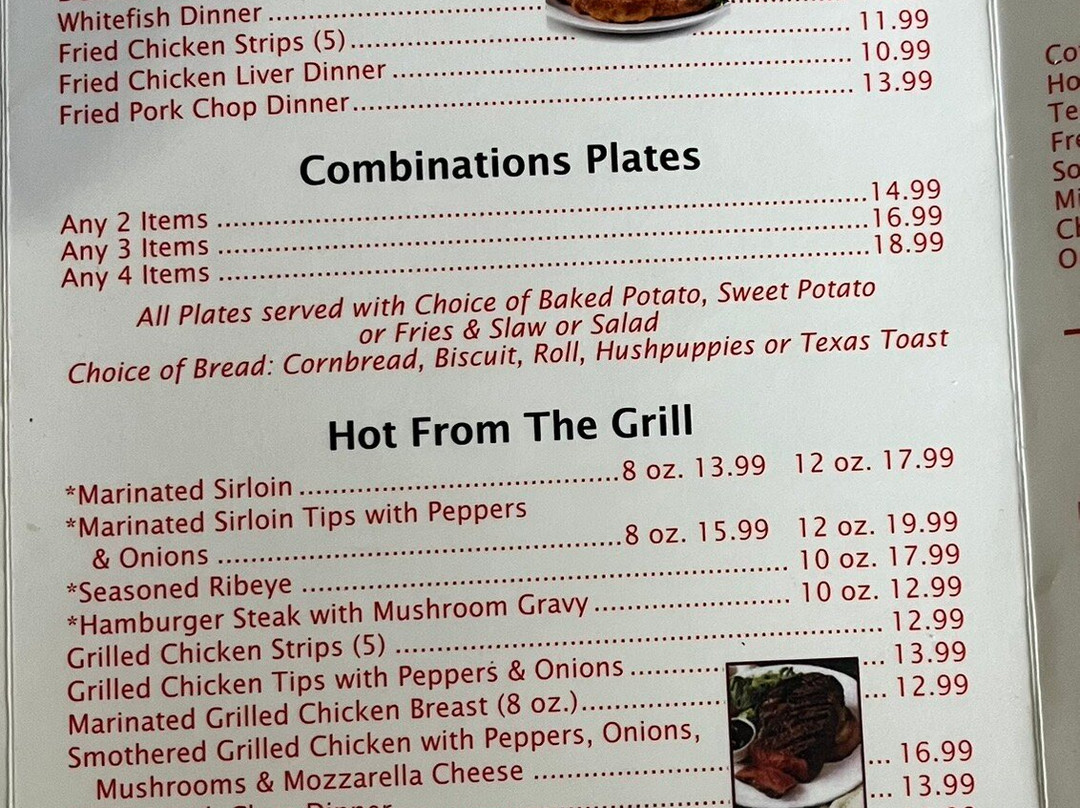 Whitefish Dinner
Fried Chicken Strips (5) 11.99
Fried Chicken Liver Dinner 10.99
Fried Pork Chop Dinner 13.99
Combinations Plates
Any 2 Items 14.99
Any 3 Items 16.99
Any 4 Items 18.99
All Plates served with Choice of Baked Potato, Sweet Potato
or Fries & Slaw or Salad
Choice of Bread: Cornbread, Biscuit, Roll, Hushpuppies or Texas Toast
Hot From The Grill
*Marinated Sirloin 8 oz. 13.99 12 oz. 17.99
*Marinated Sirloin Tips with Peppers
& Onions 8 oz. 15.99 12 oz. 19.99
*Seasoned Ribeye 10 oz. 17.99
*Hamburger Steak with Mushroom Gravy 10 oz. 12.99
Grilled Chicken Strips (5) 12.99
Grilled Chicken Tips with Peppers & Onions 13.99
Marinated Grilled Chicken Breast (8 oz.) 12.99
Smothered Grilled Chicken with Peppers, Onions,
Mushrooms & Mozzarella Cheese 16.99
Chop Dinner 13.99